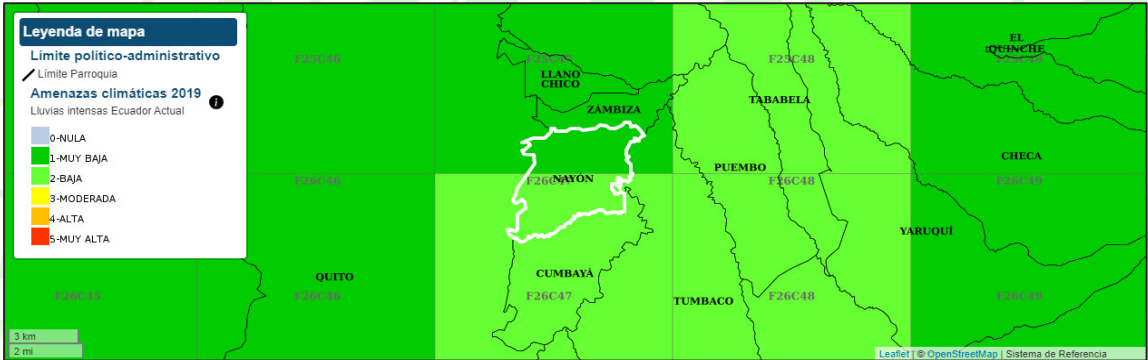 Leyenda de mapa
Límite político-administrativo
Límite Parroquia
Amenazas climáticas 2019
i
Lluvias intensas Ecuador Actual
0-NULA
1-MUY BAJA
2-BAJA
3-MODERADA
4-ALTA
5-MUY ALTA
EL
QUINCHE
F25C46
F25C47
F25C48
F25C49
LLANO
CHICO
TABABELA
ZÁMBIZA
CHECA
PUEMBO
NAYÓN
F26C46
F26C47
F26C48
F26C49
YARUQUÍ
QUITO
CUMBAYÁ
F26C45
F26C46
F26C47
TUMBACO
F26C48
F26C49
3 km
2 mi
Leaflet | © OpenStreetMap | Sistema de Referencia